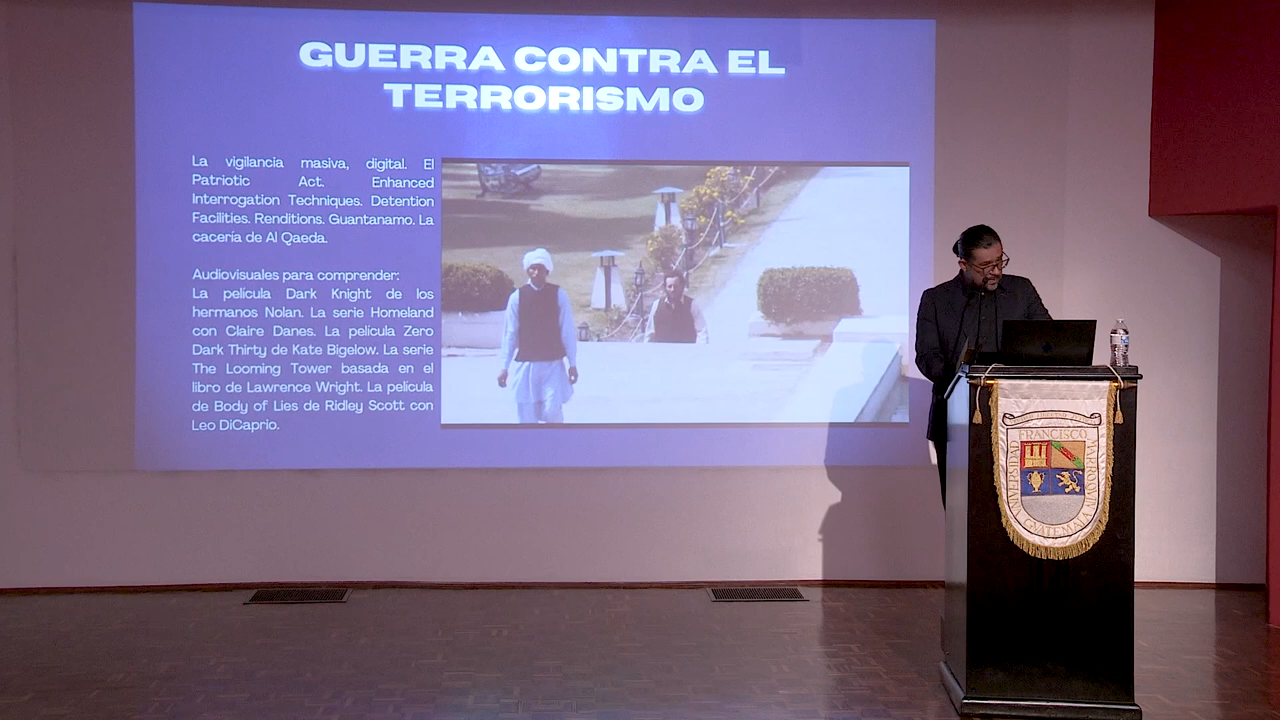 GUERRA CONTRA EL
TERRORISMO
La vigilancia masiva, digital. El
Patriotic Act. Enhanced
Interrogation Techniques. Detention
Facilities. Renditions. Guantanamo. La
cacería de Al Qaeda.
Audiovisuales para comprender:
La película Dark Knight de los
hermanos Nolan. La serie Homeland
con Claire Danes. La película Zero
Dark Thirty de Kate Bigelow. La serie
The Looming Tower basada en el
libro de Lawrence Wright. La película
de Body of Lies de Ridley Scott con
Leo DiCaprio.
UNIVERSIDAD FRANCISCO MARROQUIN
GUATEMALA